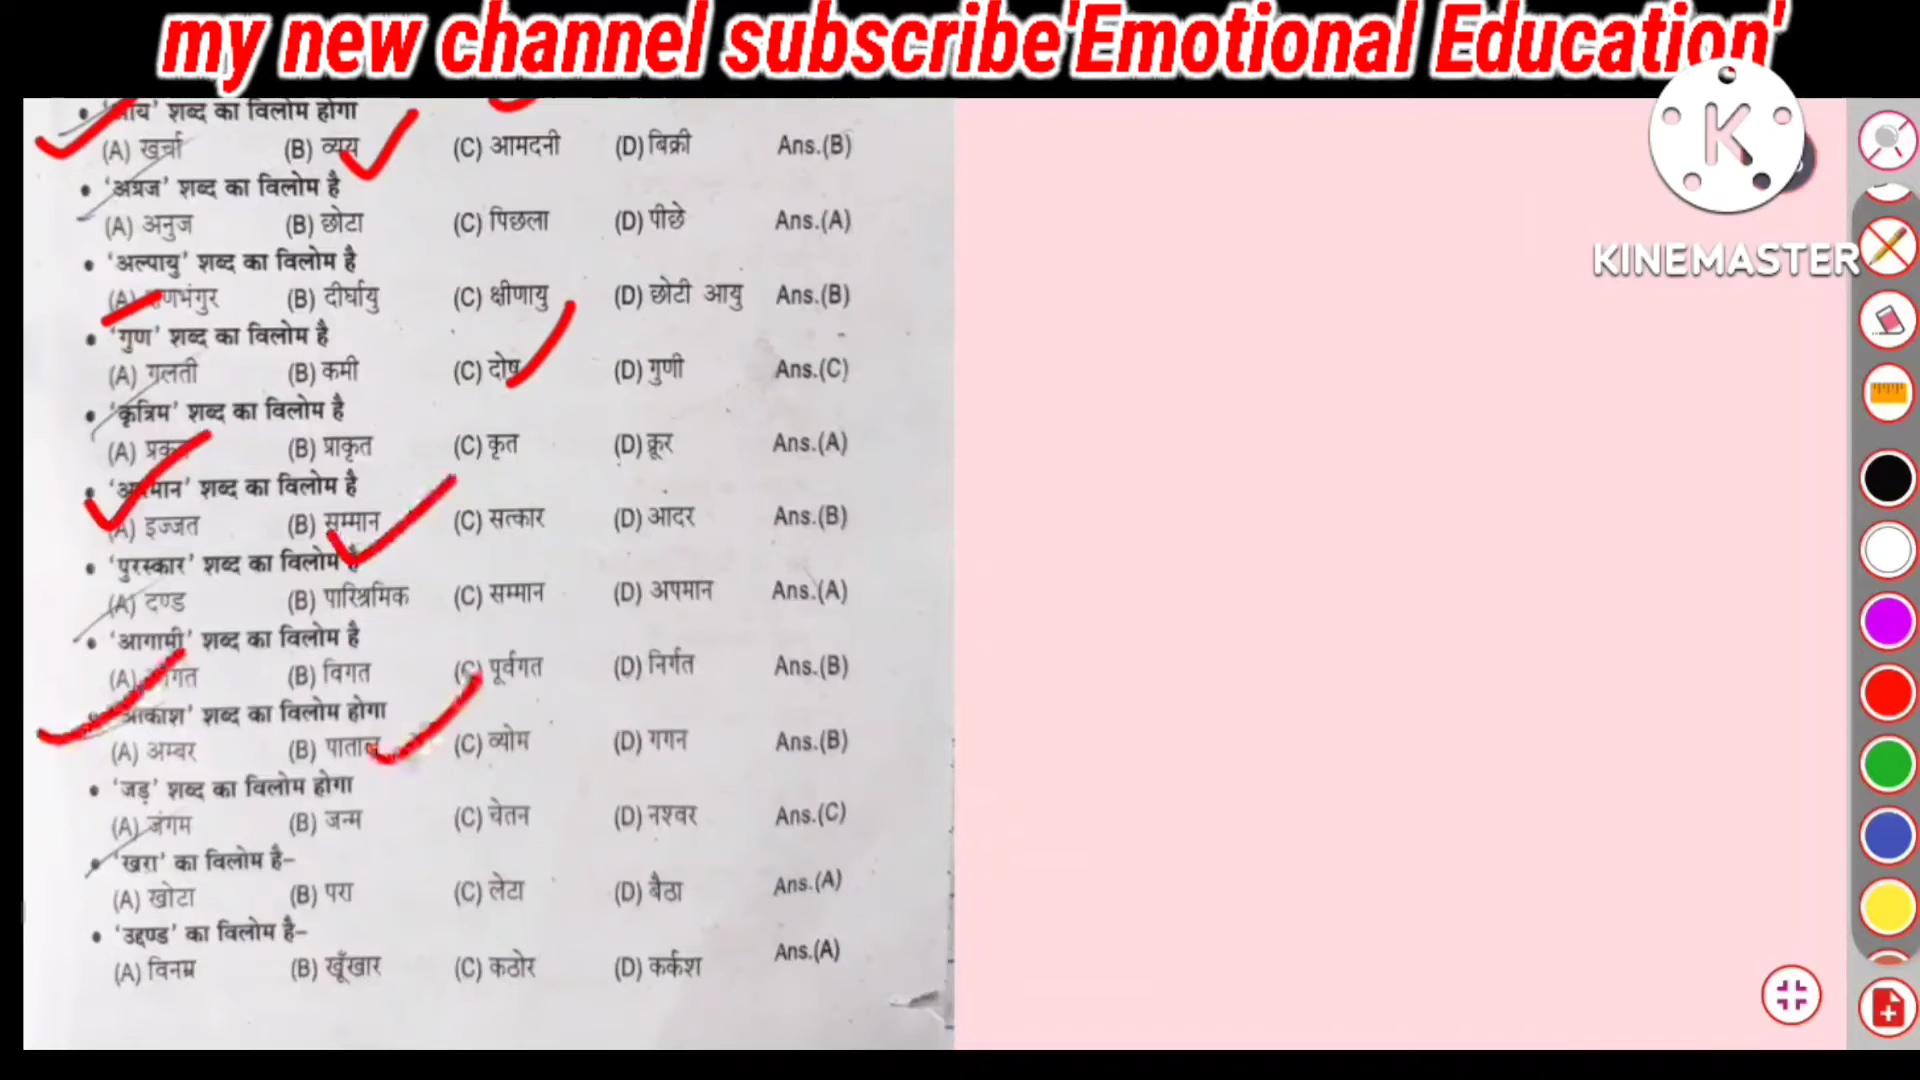 my new channel subscribe'Emotional Education'
KINEMASTER
• शब्द का विलोम होगा
(A) खर्चा (B) व्यय (C) आमदनी (D) बिक्री Ans.(B)
• 'अग्रज' शब्द का विलोम है
(A) अनुज (B) छोटा (C) पिछला (D) पीछे Ans.(A)
• 'अल्पायु' शब्द का विलोम है
(A) (B) दीर्घायु (C) क्षीणायु (D) छोटी आयु Ans.(B)
• 'गुण' शब्द का विलोम है
(A) गलती (B) कमी (C) दोष (D) गुणी Ans.(C)
• 'कृत्रिम' शब्द का विलोम है
(A) (B) प्राकृत (C) कृत (D) क्रूर Ans.(A)
• 'अपमान' शब्द का विलोम है
(A) इज्जत (B) सम्मान (C) सत्कार (D) आदर Ans.(B)
• 'पुरस्कार' शब्द का विलोम है
(A) दण्ड (B) पारिश्रमिक (C) सम्मान (D) अपमान Ans.(A)
• 'आगामी' शब्द का विलोम है
(A) (B) विगत (C) पूर्वगत (D) निर्गत Ans.(B)
• 'आकाश' शब्द का विलोम होगा
(A) अम्बर (B) पाताल (C) व्योम (D) गगन Ans.(B)
• 'जड़' शब्द का विलोम होगा
(A) जंगम (B) जन्म (C) चेतन (D) नश्वर Ans.(C)
• 'खरा' का विलोम है–
(A) खोटा (B) परा (C) लेटा (D) बैठा Ans.(A)
• 'उद्दण्ड' का विलोम है–
(A) विनम्र (B) खूँखार (C) कठोर (D) कर्कश Ans.(A)